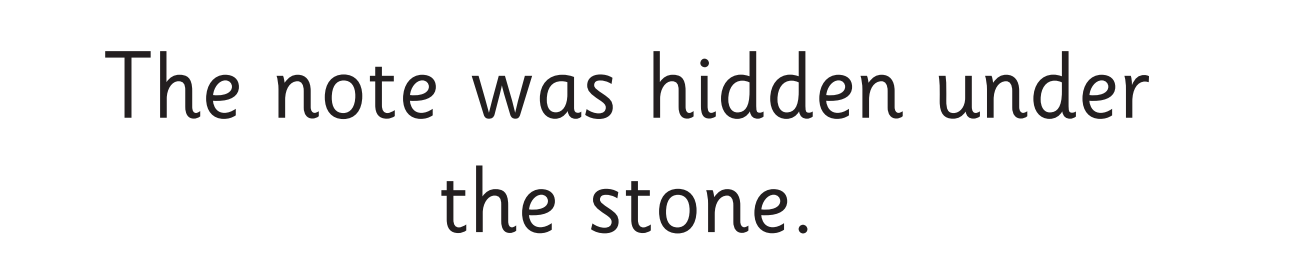 The note was hidden under
the stone.